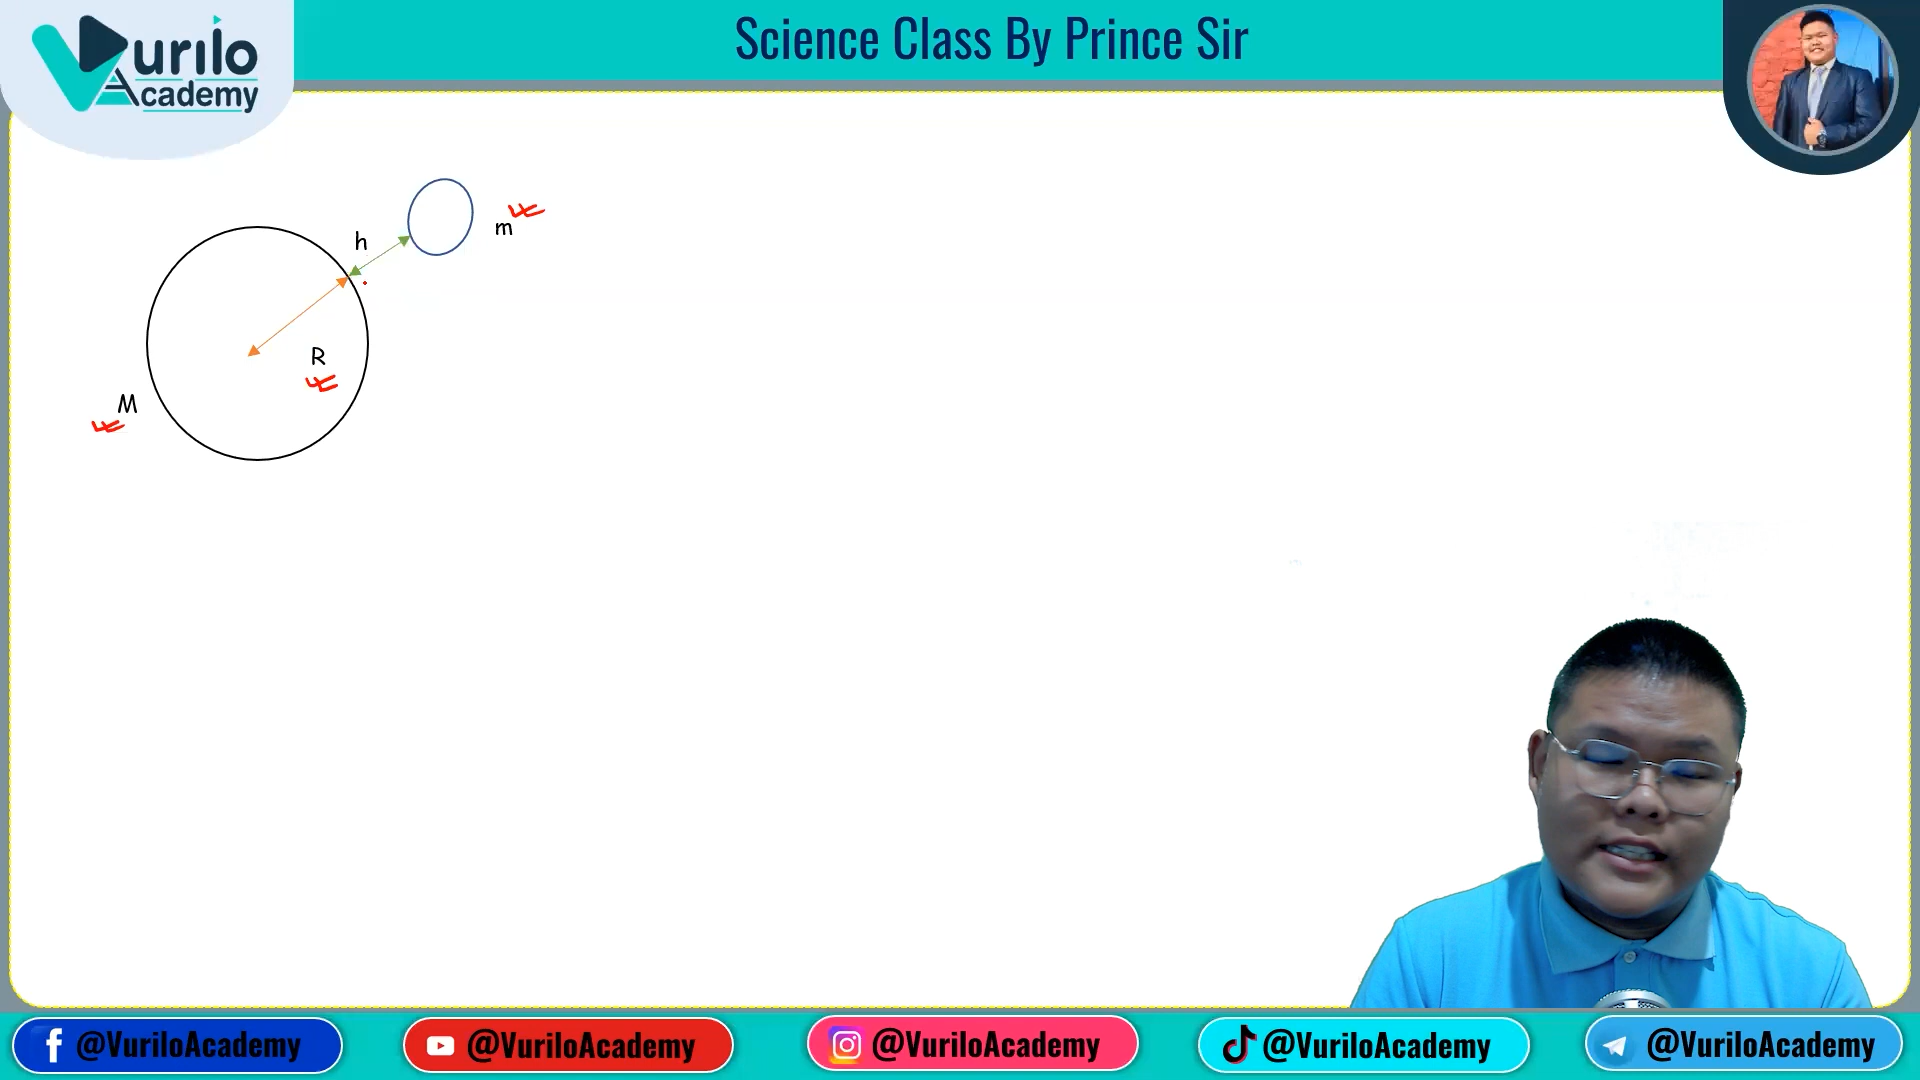 Science Class By Prince Sir
Vurilo
Academy
h
m
R
M
@VuriloAcademy
@VuriloAcademy
@VuriloAcademy
@VuriloAcademy
@VuriloAcademy